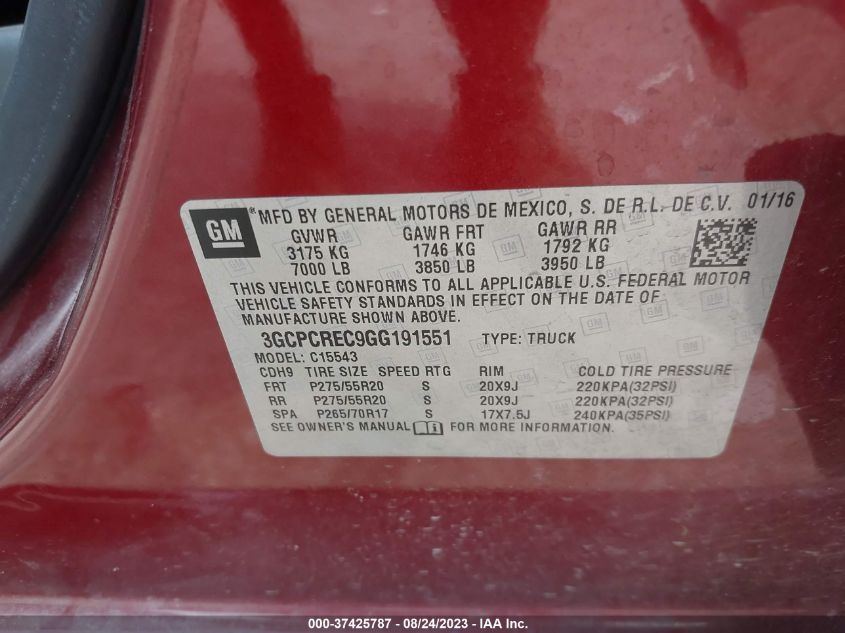 GM ® MFD BY GENERAL MOTORS DE MEXICO, S. DE R.L. DE C.V. 01/16
GVWR GAWR FRT GAWR RR
3175 KG 1746 KG 1792 KG
7000 LB 3850 LB 3950 LB
THIS VEHICLE CONFORMS TO ALL APPLICABLE U.S. FEDERAL MOTOR
VEHICLE SAFETY STANDARDS IN EFFECT ON THE DATE OF
MANUFACTURE SHOWN ABOVE.
3GCPCREC9GG191551 TYPE: TRUCK
MODEL: C15543
CDH9 TIRE SIZE SPEED RTG RIM COLD TIRE PRESSURE
FRT P275/55R20 S 20X9J 220KPA(32PSI)
RR P275/55R20 S 20X9J 220KPA(32PSI)
SPA P265/70R17 S 17X7.5J 240KPA(35PSI)
SEE OWNER'S MANUAL FOR MORE INFORMATION.
000-37425787 - 08/24/2023 - Copyright © 2023 - IAA Inc.